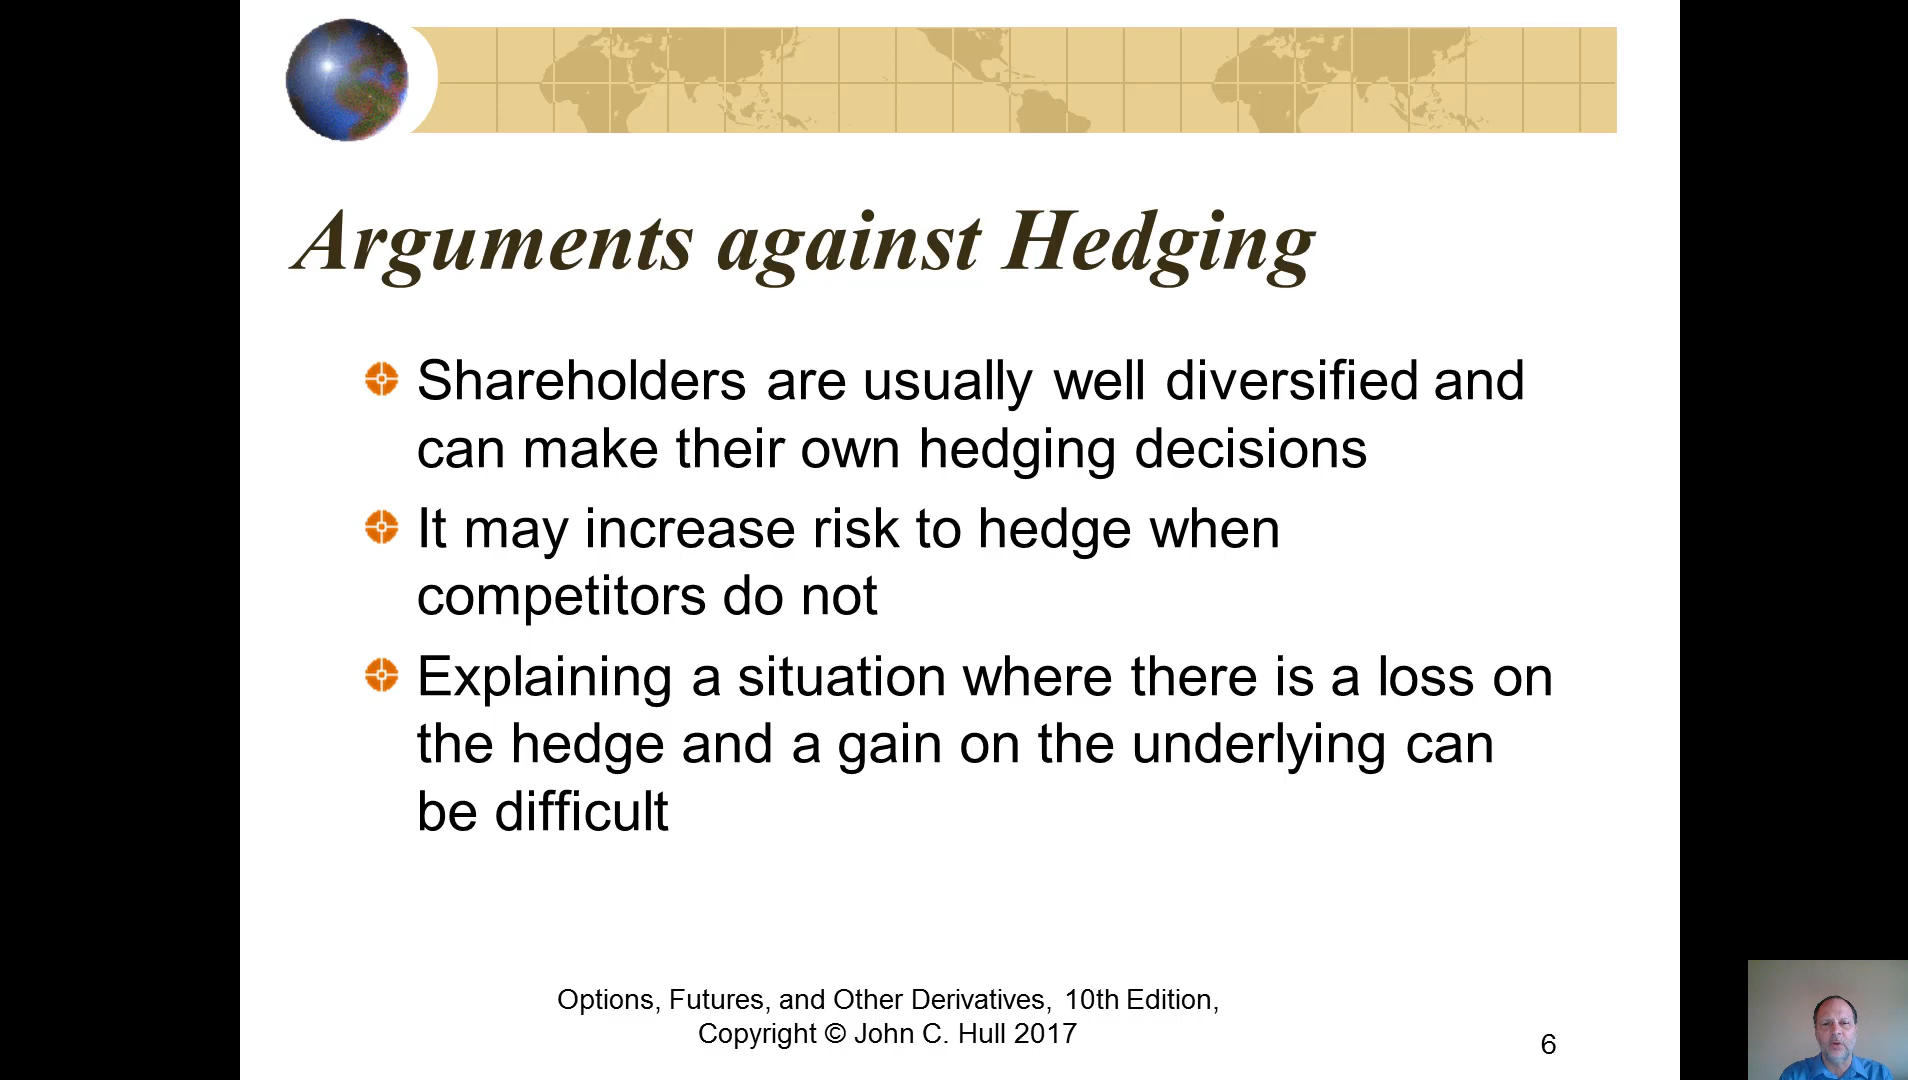 Arguments against Hedging
Shareholders are usually well diversified and
can make their own hedging decisions
It may increase risk to hedge when
competitors do not
Explaining a situation where there is a loss on
the hedge and a gain on the underlying can
be difficult
Options, Futures, and Other Derivatives, 10th Edition,
Copyright © John C. Hull 2017
6